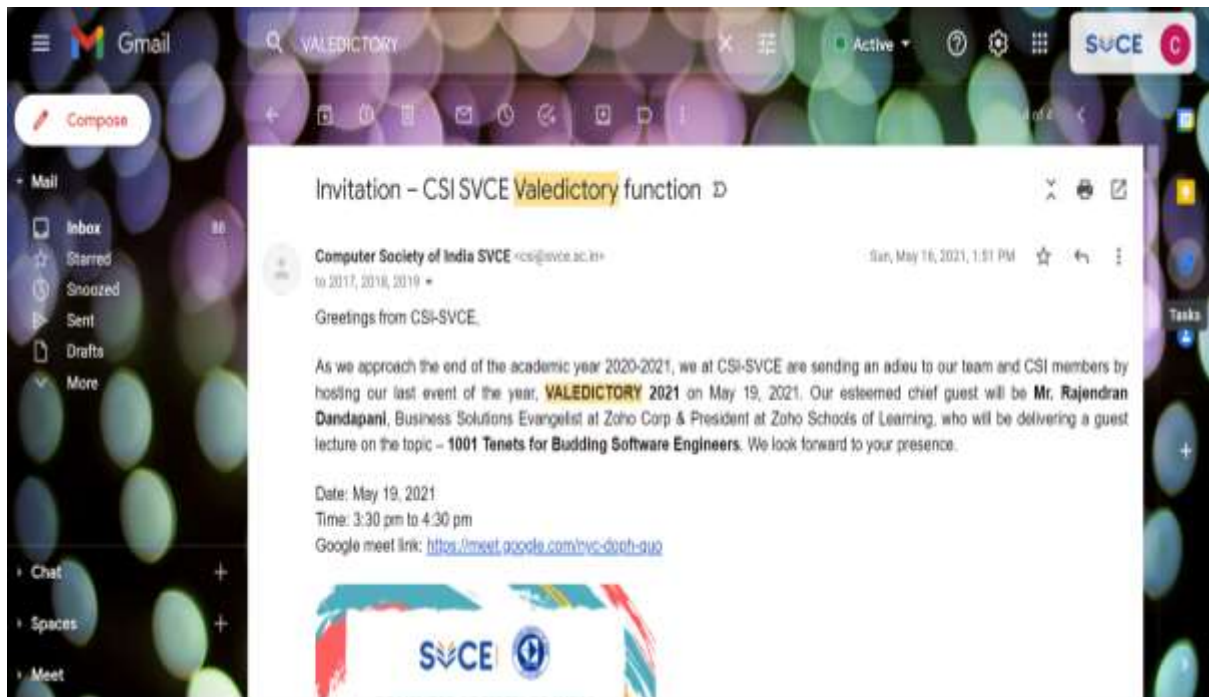 Gmail
VALEDICTORY
Active
SVCE
C
Compose
4 of 4
Mail
Inbox 86
Starred
Snoozed
Sent
Drafts
More
Chat
Spaces
Meet
Tasks
Invitation – CSI SVCE Valedictory function
Computer Society of India SVCE <csi@svce.ac.in>
Sun, May 16, 2021, 1:51 PM
to 2017, 2018, 2019
Greetings from CSI-SVCE,
As we approach the end of the academic year 2020-2021, we at CSI-SVCE are sending an adieu to our team and CSI members by
hosting our last event of the year, VALEDICTORY 2021 on May 19, 2021. Our esteemed chief guest will be Mr. Rajendran
Dandapani, Business Solutions Evangelist at Zoho Corp & President at Zoho Schools of Learning, who will be delivering a guest
lecture on the topic – 1001 Tenets for Budding Software Engineers. We look forward to your presence.
Date: May 19, 2021
Time: 3:30 pm to 4:30 pm
Google meet link: https://meet.google.com/nyc-doph-quo
SVCE